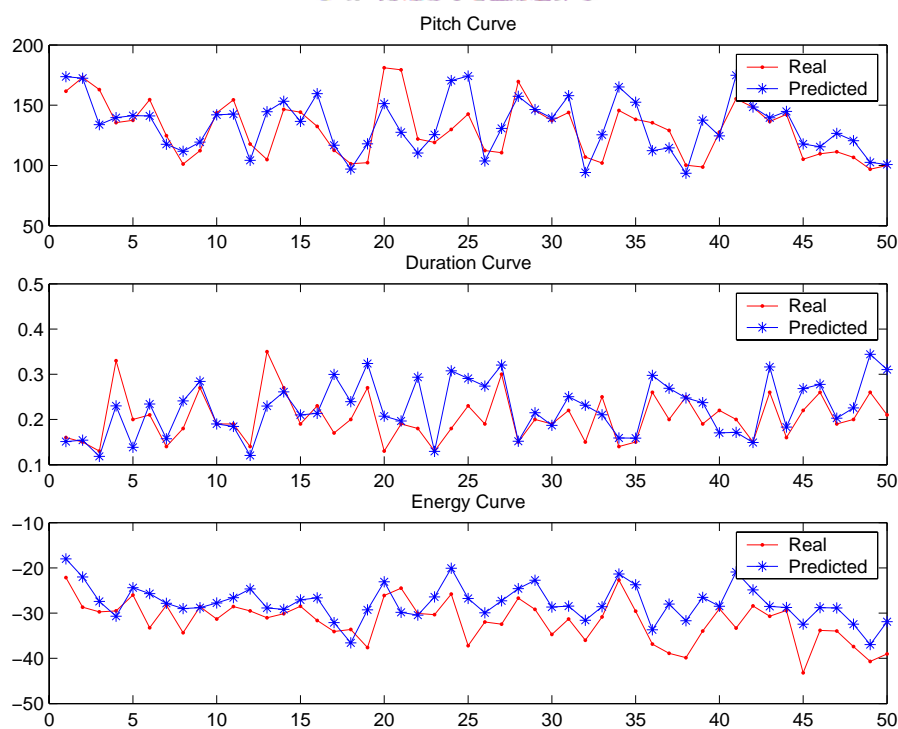 Pitch Curve
200
150
100
50
Real
Predicted
0 5 10 15 20 25 30 35 40 45 50
Duration Curve
0.5
0.4
0.3
0.2
0.1
Real
Predicted
0 5 10 15 20 25 30 35 40 45 50
Energy Curve
−10
−20
−30
−40
−50
Real
Predicted
0 5 10 15 20 25 30 35 40 45 50